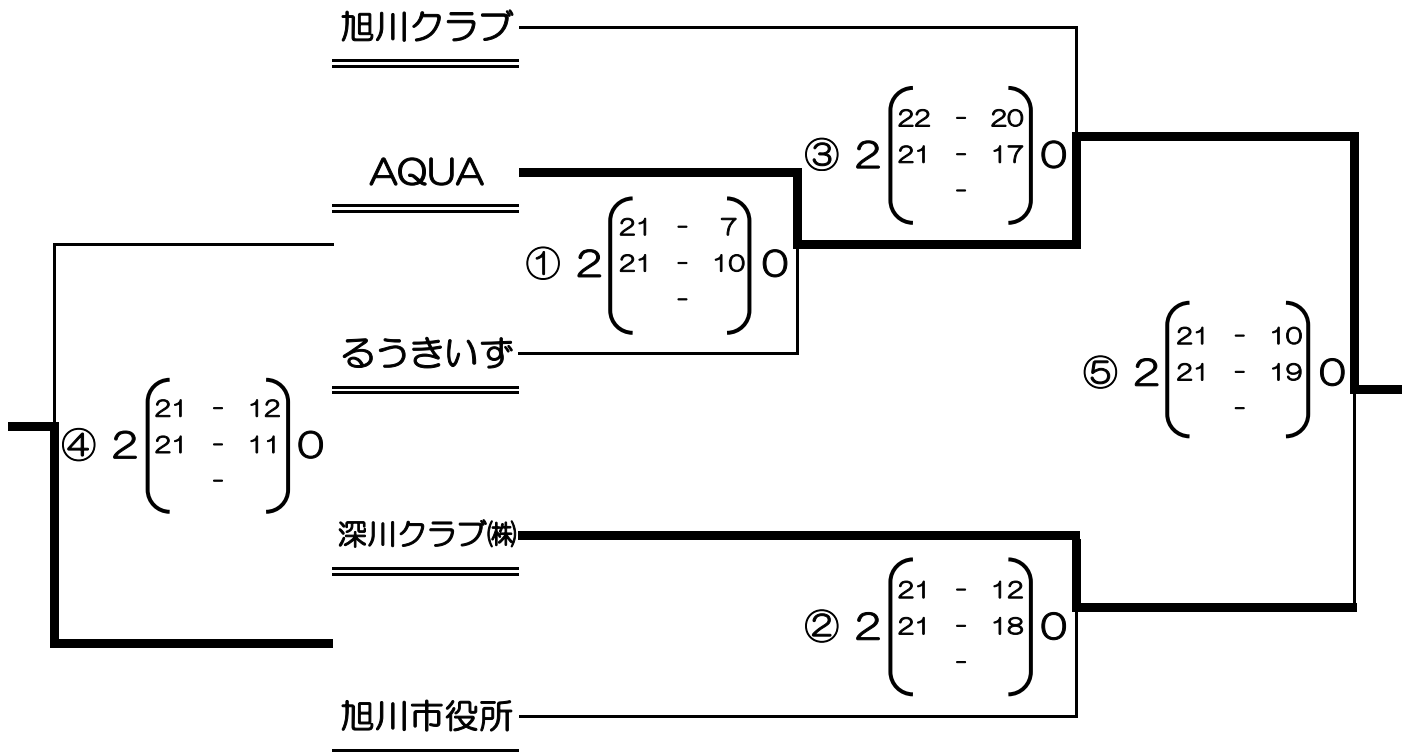 旭川クラブ
③ 2 22 - 20 0
21 - 17
-
AQUA
① 2 21 - 7 0
21 - 10
-
るうきいず
⑤ 2 21 - 10 0
21 - 19
-
④ 2 21 - 12 0
21 - 11
-
深川クラブ㈱
② 2 21 - 12 0
21 - 18
-
旭川市役所